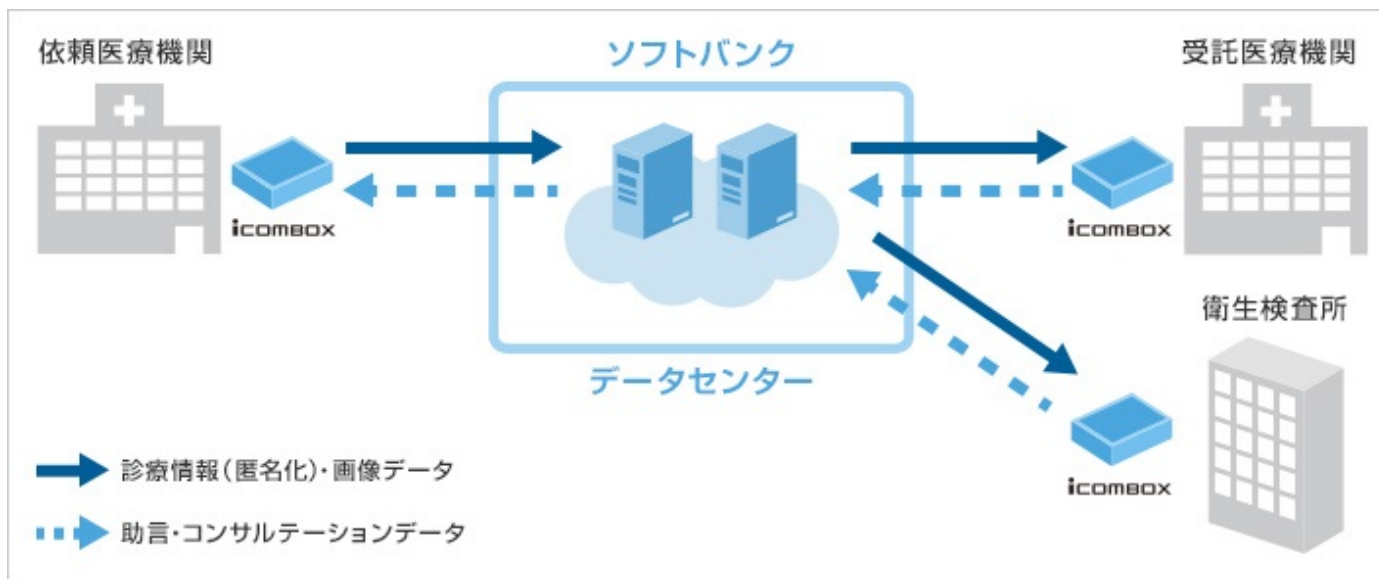 依頼医療機関
ソフトバンク
受託医療機関
icombox
icombox
衛生検査所
データセンター
icombox
診療情報(匿名化)・画像データ
助言・コンサルテーションデータ